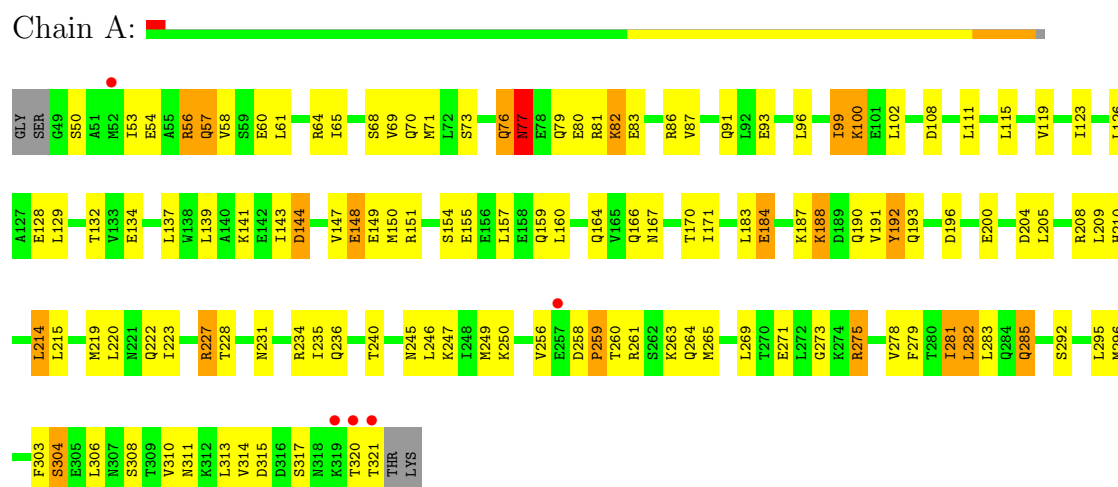 Chain A:
GLY SER G49 S50 A51 M52 I53 E54 A55 R56 Q57 V58 S59 E60 L61 R64 I65 S68 V69 Q70 M71 L72 S73 Q76 N77 E78 Q79 E80 R81 K82 E83 R86 V87 Q91 L92 E93 L96 I99 K100 E101 L102 D108 L111 L115 V119 I123
A127 E128 L129 T132 V133 E134 L137 W138 L139 A140 K141 E142 I143 D144 V147 E148 E149 M150 R151 S154 E155 E156 L157 E158 Q159 L160 Q164 V165 Q166 N167 T170 I171 L183 E184 K187 K188 D189 Q190 V191 Y192 Q193 D196 E200 D204 L205 R208 L209
L214 L215 M219 L220 N221 Q222 I223 R227 T228 N231 R234 I235 Q236 T240 N245 L246 K247 I248 M249 K250 V256 E257 D258 P259 T260 R261 S262 K263 Q264 M265 L269 T270 E271 L272 G273 K274 R275 V278 F279 T280 I281 L282 L283 Q284 Q285 S292 L295
F303 S304 E305 L306 N307 S308 T309 V310 N311 K312 L313 V314 D315 D316 S317 N318 K319 T320 T321 THR LYS